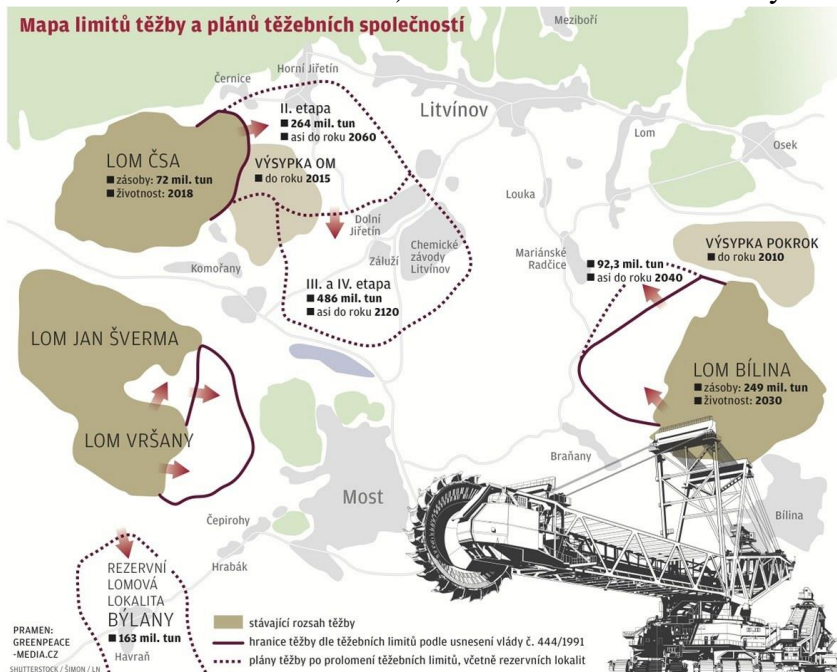 Mapa limitů těžby a plánů těžebních společností
Meziboří
Horní Jiřetín
Černice
Litvínov
II. etapa
264 mil. tun
asi do roku 2060
Lom
Osek
LOM ČSA
zásoby: 72 mil. tun
životnost: 2018
VÝSYPKA OM
do roku 2015
Louka
Dolní
Jiřetín
Záluží
Chemické
závody
Litvínov
Mariánské
Radčice
92,3 mil. tun
asi do roku 2040
VÝSYPKA POKROK
do roku 2010
Komořany
III. a IV. etapa
486 mil. tun
asi do roku 2120
LOM JAN ŠVERMA
LOM BÍLINA
zásoby: 249 mil. tun
životnost: 2030
LOM VRŠANY
Braňany
Most
Bílina
Čepirohy
Hrabák
REZERVNÍ
LOMOVÁ
LOKALITA
BÝLANY
163 mil. tun
Havraň
PRAMEN:
GREENPEACE
-MEDIA.CZ
SHUTTERSTOCK / ŠIMON / LN
stávající rozsah těžby
hranice těžby dle těžebních limitů podle usnesení vlády č. 444/1991
plány těžby po prolomení těžebních limitů, včetně rezervních lokalit